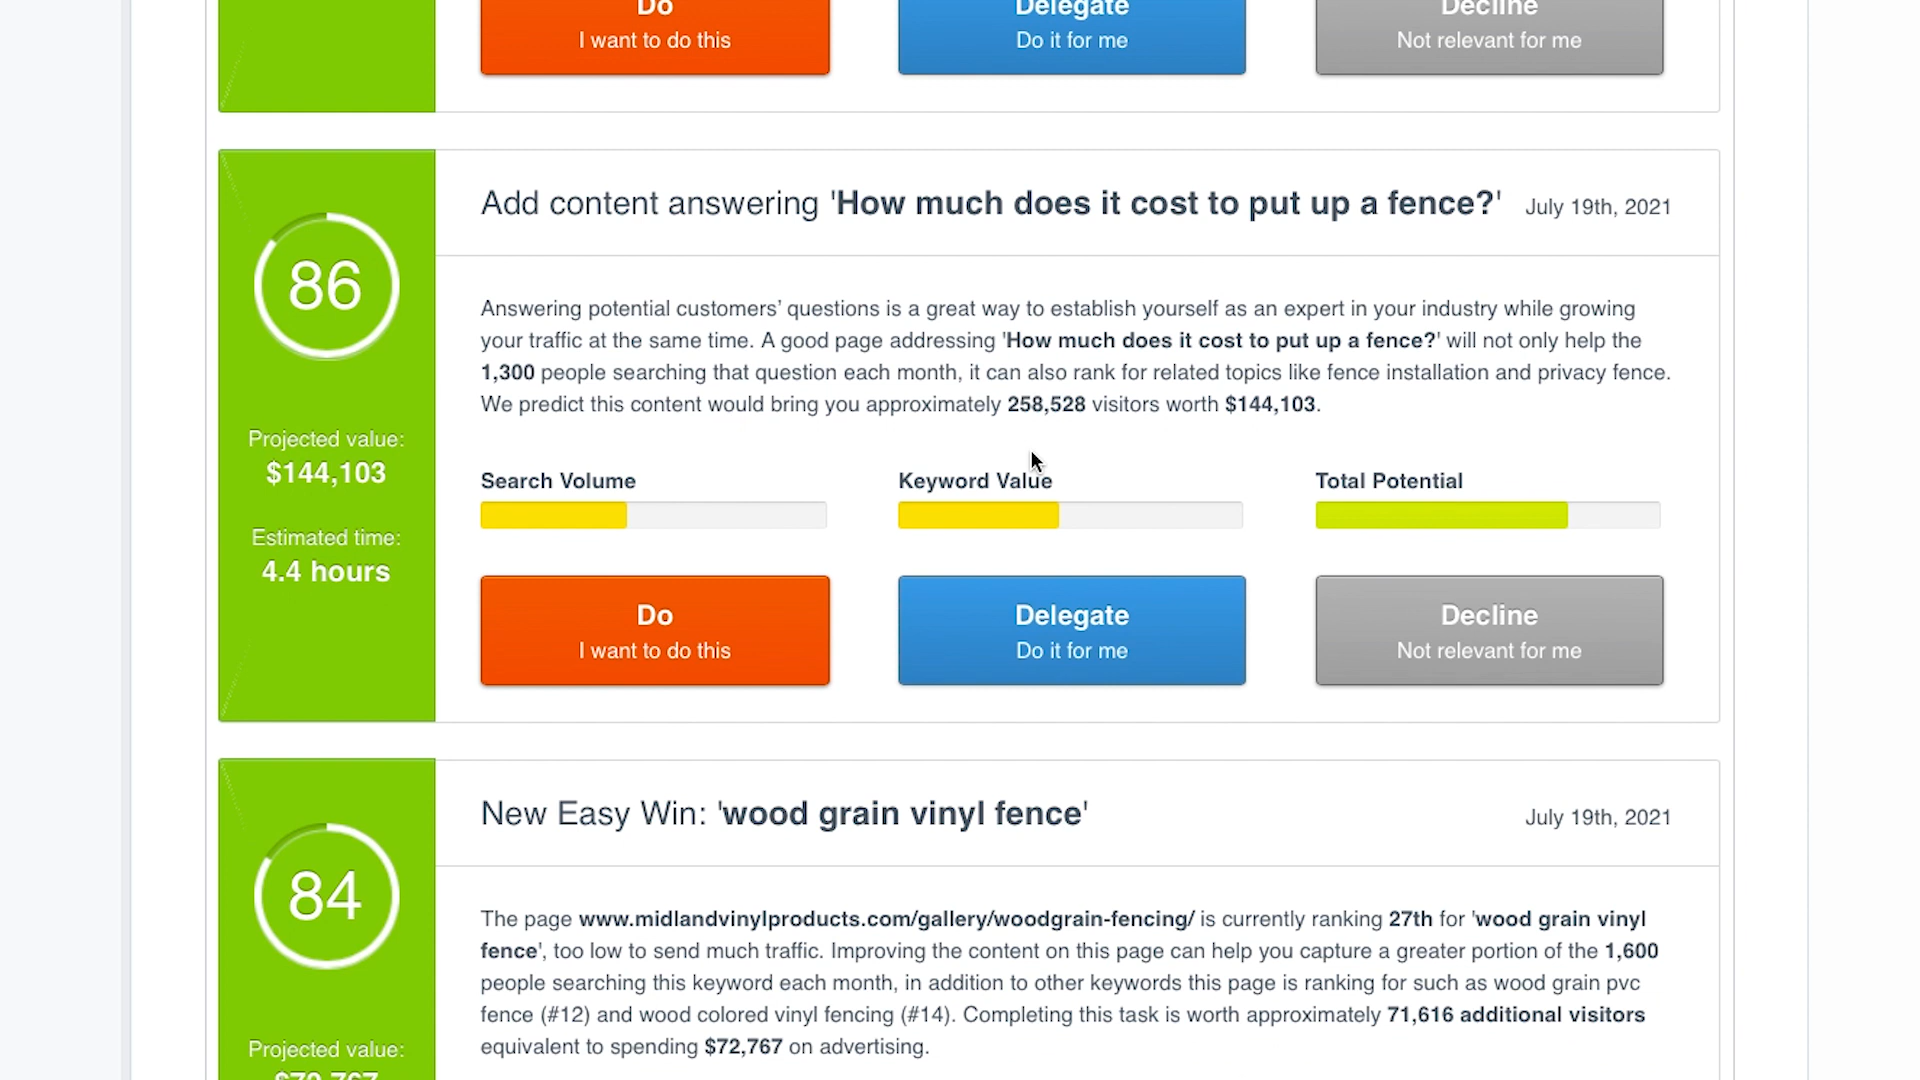 Do
I want to do this
Delegate
Do it for me
Decline
Not relevant for me
86
Projected value:
$144,103
Estimated time:
4.4 hours
Add content answering 'How much does it cost to put up a fence?'
July 19th, 2021
Answering potential customers’ questions is a great way to establish yourself as an expert in your industry while growing
your traffic at the same time. A good page addressing 'How much does it cost to put up a fence?' will not only help the
1,300 people searching that question each month, it can also rank for related topics like fence installation and privacy fence.
We predict this content would bring you approximately 258,528 visitors worth $144,103.
Search Volume
Keyword Value
Total Potential
Do
I want to do this
Delegate
Do it for me
Decline
Not relevant for me
84
Projected value:
$72,767
New Easy Win: 'wood grain vinyl fence'
July 19th, 2021
The page www.midlandvinylproducts.com/gallery/woodgrain-fencing/ is currently ranking 27th for 'wood grain vinyl
fence', too low to send much traffic. Improving the content on this page can help you capture a greater portion of the 1,600
people searching this keyword each month, in addition to other keywords this page is ranking for such as wood grain pvc
fence (#12) and wood colored vinyl fencing (#14). Completing this task is worth approximately 71,616 additional visitors
equivalent to spending $72,767 on advertising.